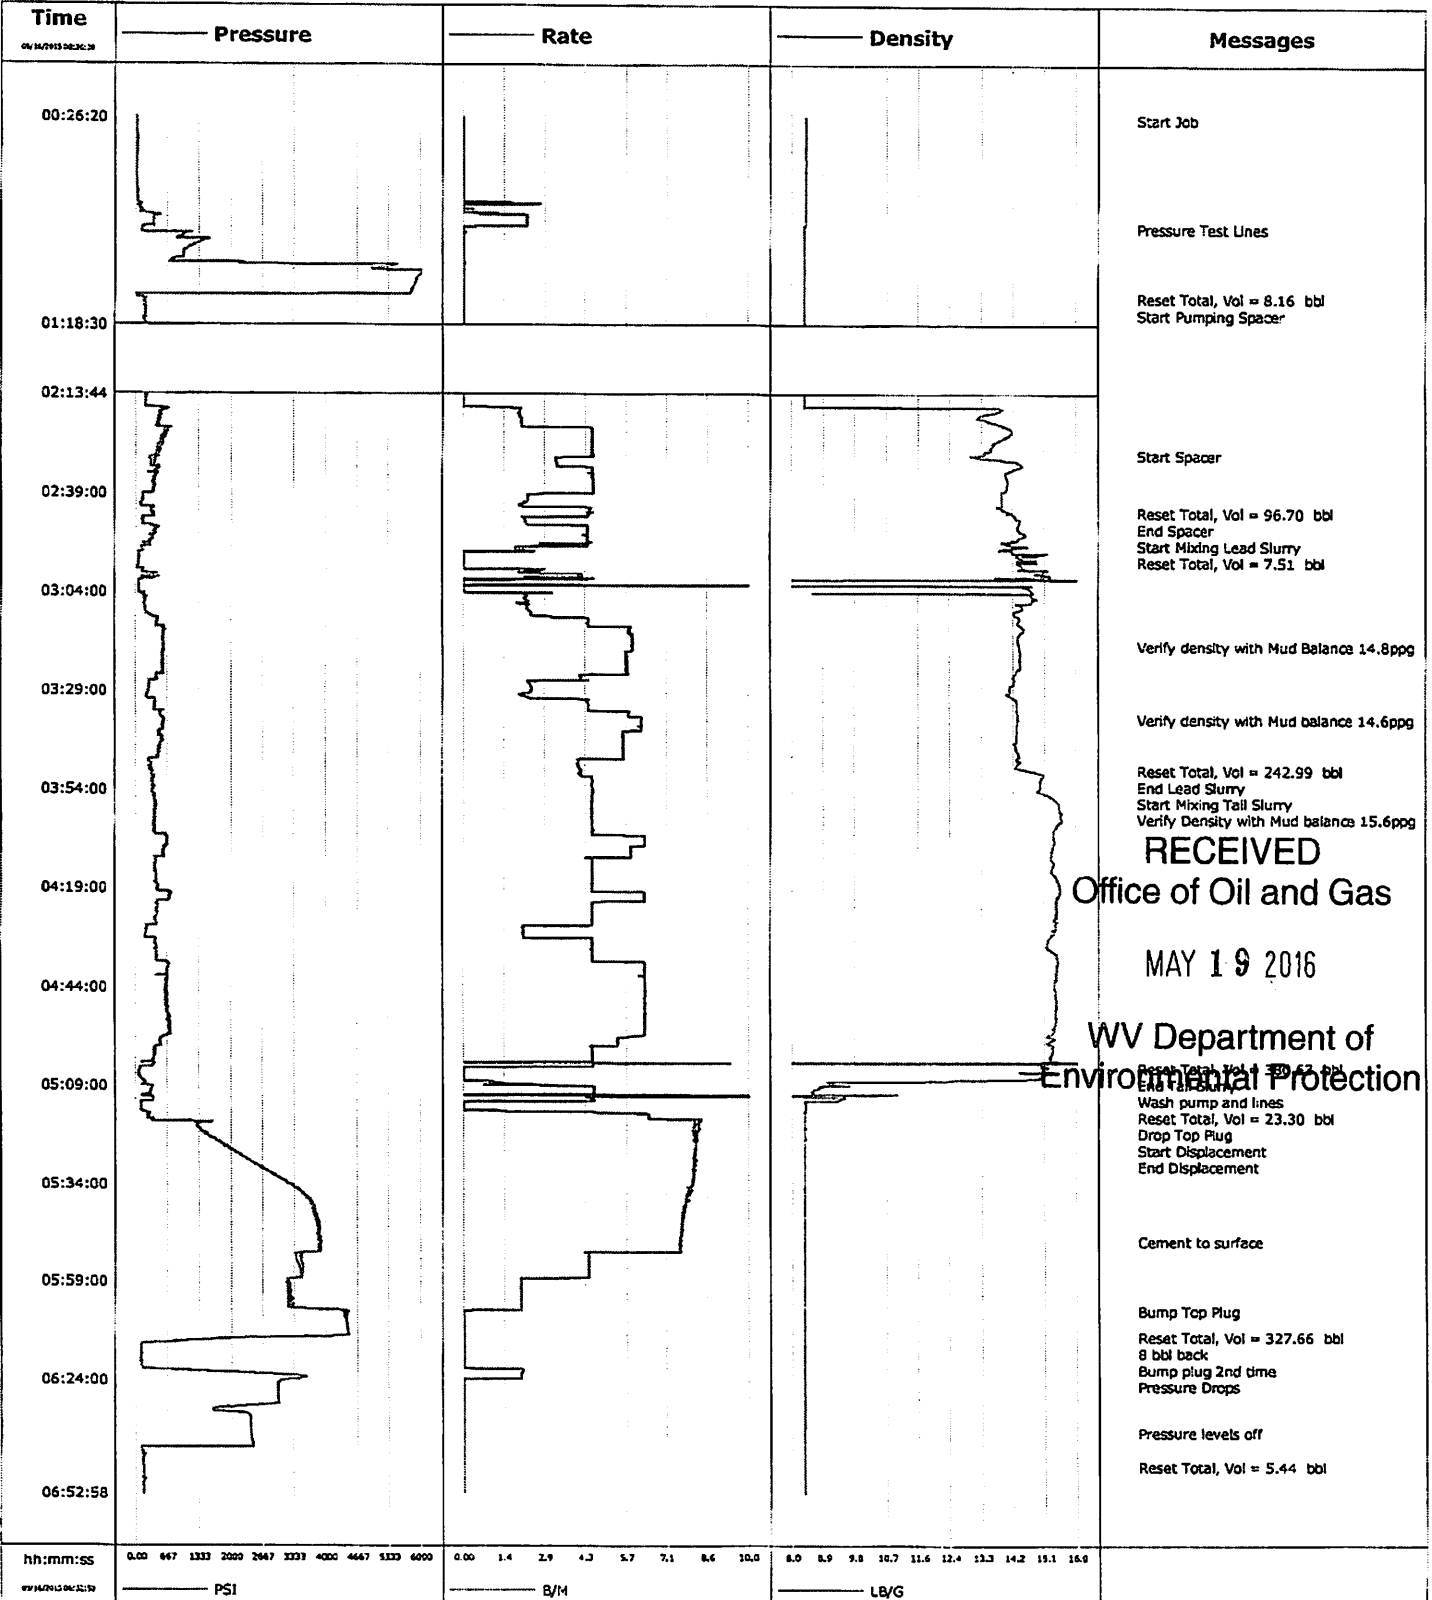 Time
Pressure
Rate
Density
Messages
00:26:20
Start Job
Pressure Test Lines
Reset Total, Vol = 8.16 bbl
01:18:30
Start Pumping Spacer
02:13:44
Start Spacer
02:39:00
Reset Total, Vol = 96.70 bbl
End Spacer
Start Mixing Lead Slurry
Reset Total, Vol = 7.51 bbl
03:04:00
Verify density with Mud Balance 14.8ppg
03:29:00
Verify density with Mud balance 14.6ppg
Reset Total, Vol = 242.99 bbl
03:54:00
End Lead Slurry
Start Mixing Tail Slurry
Verify Density with Mud balance 15.6ppg
RECEIVED
Office of Oil and Gas
04:19:00
MAY 19 2016
04:44:00
WV Department of
Environmental Protection
Reset Total, Vol = bbl
End Tail Slurry
05:09:00
Wash pump and lines
Reset Total, Vol = 23.30 bbl
Drop Top Plug
Start Displacement
End Displacement
05:34:00
Cement to surface
05:59:00
Bump Top Plug
Reset Total, Vol = 327.66 bbl
8 bbl back
06:24:00
Bump plug 2nd time
Pressure Drops
Pressure levels off
Reset Total, Vol = 5.44 bbl
06:52:58
hh:mm:ss
0.00 667 1333 2000 2667 3333 4000 4667 5333 6000
0.00 1.4 2.9 4.3 5.7 7.1 8.6 10.0
8.0 8.9 9.8 10.7 11.6 12.4 13.3 14.2 15.1 16.0
PSI
B/M
LB/G